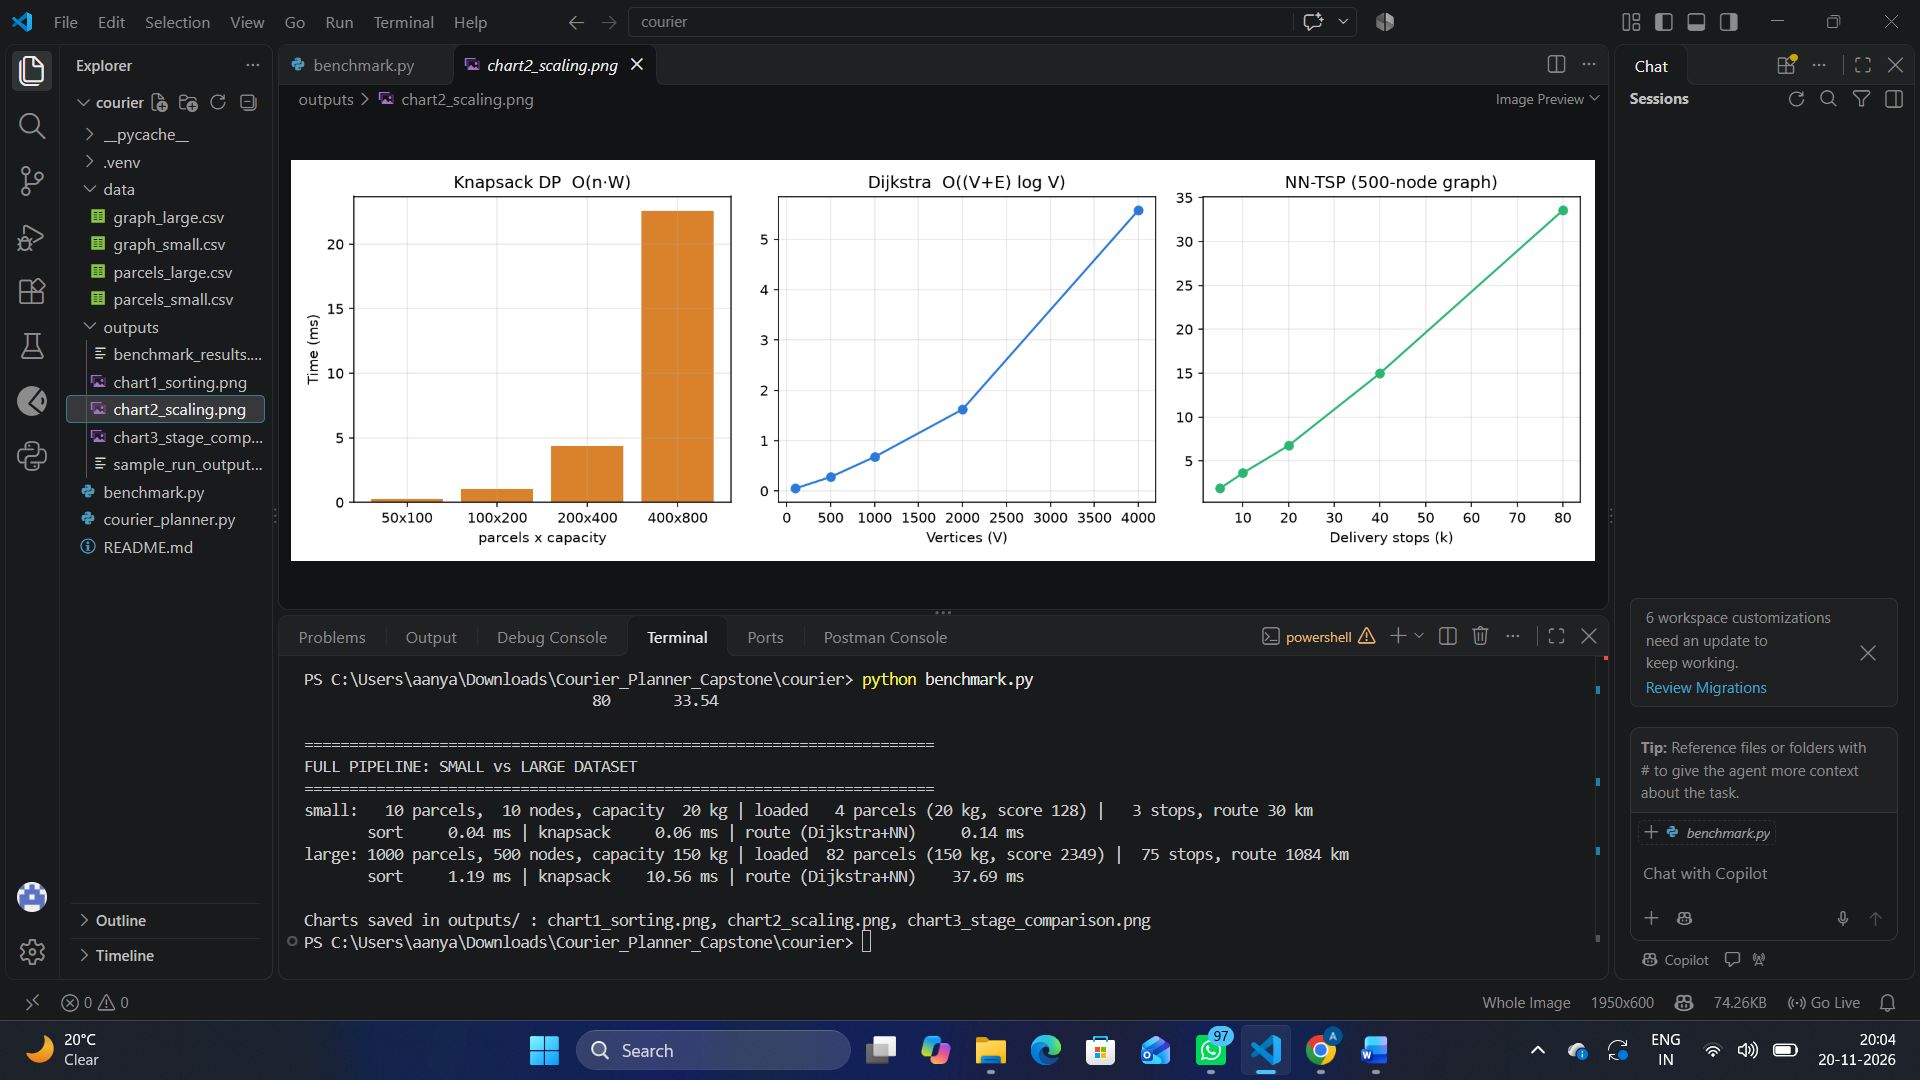 File Edit Selection View Go Run Terminal Help
courier
Explorer
courier
__pycache__
.venv
data
graph_large.csv
graph_small.csv
parcels_large.csv
parcels_small.csv
outputs
benchmark_results....
chart1_sorting.png
chart2_scaling.png
chart3_stage_comp...
sample_run_output...
benchmark.py
courier_planner.py
README.md
Outline
Timeline
benchmark.py
chart2_scaling.png
outputs > chart2_scaling.png
Image Preview
Knapsack DP O(n·W)
Time (ms)
20
15
10
5
0
50x100 100x200 200x400 400x800
parcels x capacity
Dijkstra O((V+E) log V)
5
4
3
2
1
0
0 500 1000 1500 2000 2500 3000 3500 4000
Vertices (V)
NN-TSP (500-node graph)
35
30
25
20
15
10
5
10 20 30 40 50 60 70 80
Delivery stops (k)
Problems Output Debug Console Terminal Ports Postman Console
powershell
PS C:\Users\aanya\Downloads\Courier_Planner_Capstone\courier> python benchmark.py
80 33.54
======================================================================
FULL PIPELINE: SMALL vs LARGE DATASET
======================================================================
small: 10 parcels, 10 nodes, capacity 20 kg | loaded 4 parcels (20 kg, score 128) | 3 stops, route 30 km
sort 0.04 ms | knapsack 0.06 ms | route (Dijkstra+NN) 0.14 ms
large: 1000 parcels, 500 nodes, capacity 150 kg | loaded 82 parcels (150 kg, score 2349) | 75 stops, route 1084 km
sort 1.19 ms | knapsack 10.56 ms | route (Dijkstra+NN) 37.69 ms
Charts saved in outputs/ : chart1_sorting.png, chart2_scaling.png, chart3_stage_comparison.png
PS C:\Users\aanya\Downloads\Courier_Planner_Capstone\courier>
Chat
Sessions
6 workspace customizations
need an update to
keep working.
Review Migrations
Tip: Reference files or folders with
# to give the agent more context
about the task.
benchmark.py
Chat with Copilot
Copilot
0 0
Whole Image 1950x600 74.26KB Go Live
20°C
Clear
Search
97
A
ENG
IN
20:04
20-11-2026